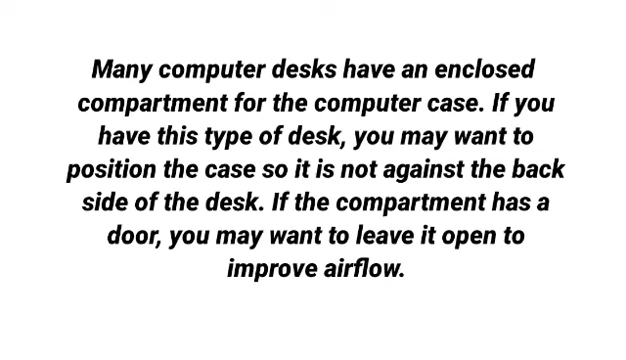 Many computer desks have an enclosed
compartment for the computer case. If you
have this type of desk, you may want to
position the case so it is not against the back
side of the desk. If the compartment has a
door, you may want to leave it open to
improve airflow.